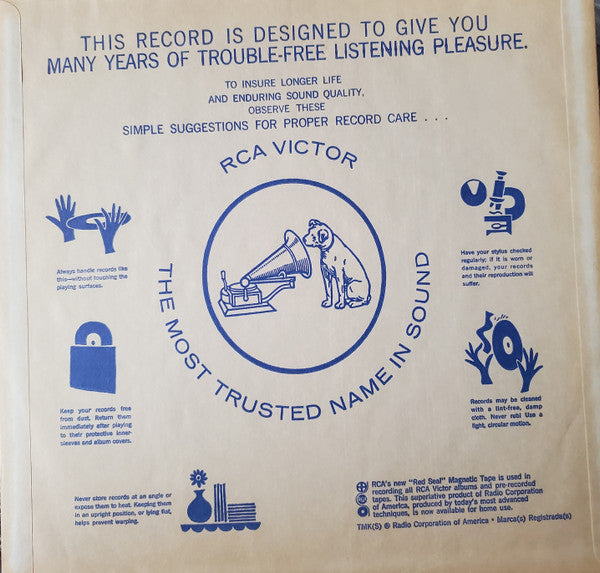 THIS RECORD IS DESIGNED TO GIVE YOU
MANY YEARS OF TROUBLE-FREE LISTENING PLEASURE.
TO INSURE LONGER LIFE
AND ENDURING SOUND QUALITY,
OBSERVE THESE
SIMPLE SUGGESTIONS FOR PROPER RECORD CARE . . .
RCA VICTOR
THE MOST TRUSTED NAME IN SOUND
Always handle records like
this—without touching the
playing surfaces.
Have your stylus checked
regularly; if it is worn or
damaged, your records
and their reproduction will
suffer.
Keep your records free
from dust. Return them
immediately after playing
to their protective inner-
sleeves and album covers.
Records may be cleaned
with a lint-free, damp
cloth. Never rub! Use a
light, circular motion.
Never store records at an angle or
expose them to heat. Keeping them
in an upright position, or lying flat,
helps prevent warping.
RCA's new "Red Seal" Magnetic Tape is used in
recording all RCA Victor albums and pre-recorded
tapes. This superlative product of Radio Corporation
of America, produced by today's most advanced
techniques, is now available for home use.
TMK(S) ® Radio Corporation of America • Marca(s) Registrada(s)